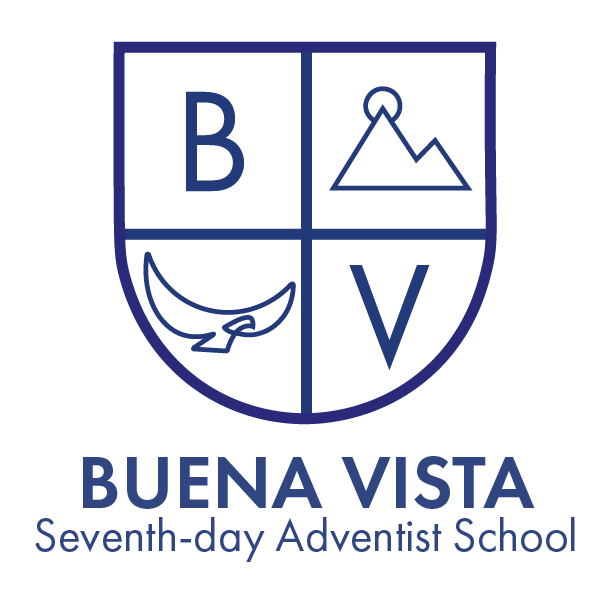 B
V
BUENA VISTA
Seventh-day Adventist School